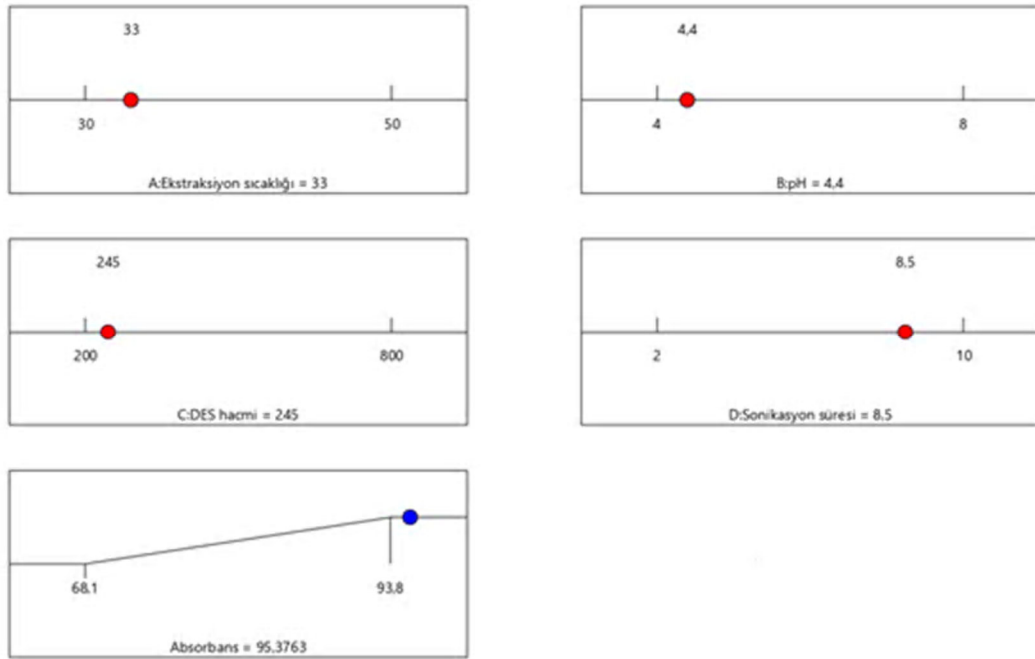 33
30
50
A:Ekstraksiyon sıcaklığı = 33
4,4
4
8
B:pH = 4,4
245
200
800
C:DES hacmi = 245
8,5
2
10
D:Sonikasyon süresi = 8,5
68,1
93,8
Absorbans = 95,3763